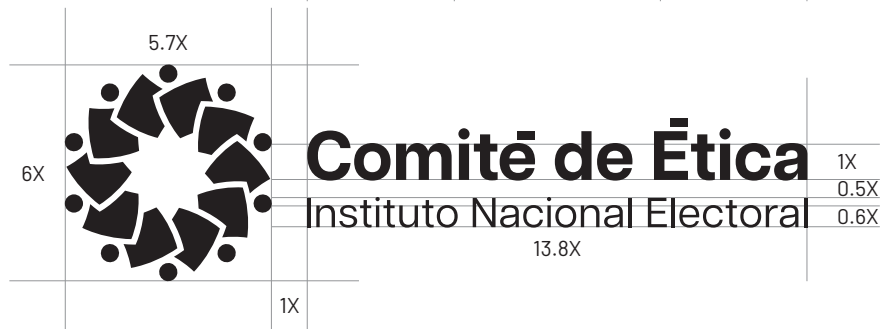 5.7X
6X
Comitē de Ētica
1X
0.5X
Instituto Nacional Electoral
0.6X
13.8X
1X